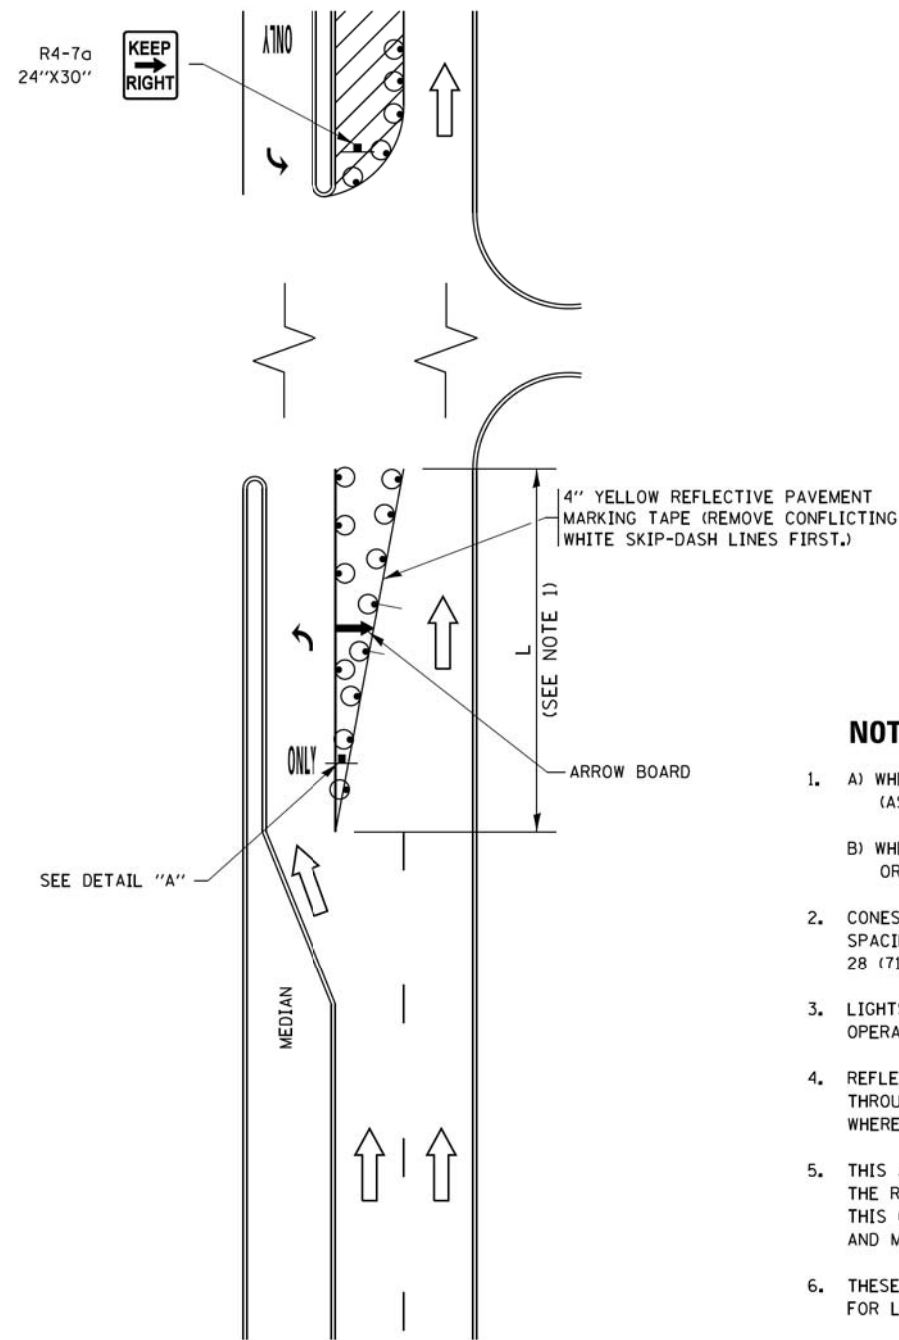 ONLY
R4-7a
24''X30''
KEEP
RIGHT
4'' YELLOW REFLECTIVE PAVEMENT
MARKING TAPE (REMOVE CONFLICTING
WHITE SKIP-DASH LINES FIRST.)
L
(SEE NOTE 1)
ONLY
ARROW BOARD
SEE DETAIL "A"
MEDIAN
NOT
1. A) WHE
(AS
B) WHE
OR
2. CONES
SPACI
28 (71
3. LIGHTS
OPERA
4. REFLE
THROU
WHERE
5. THIS
THE R
THIS
AND M
6. THESE
FOR L